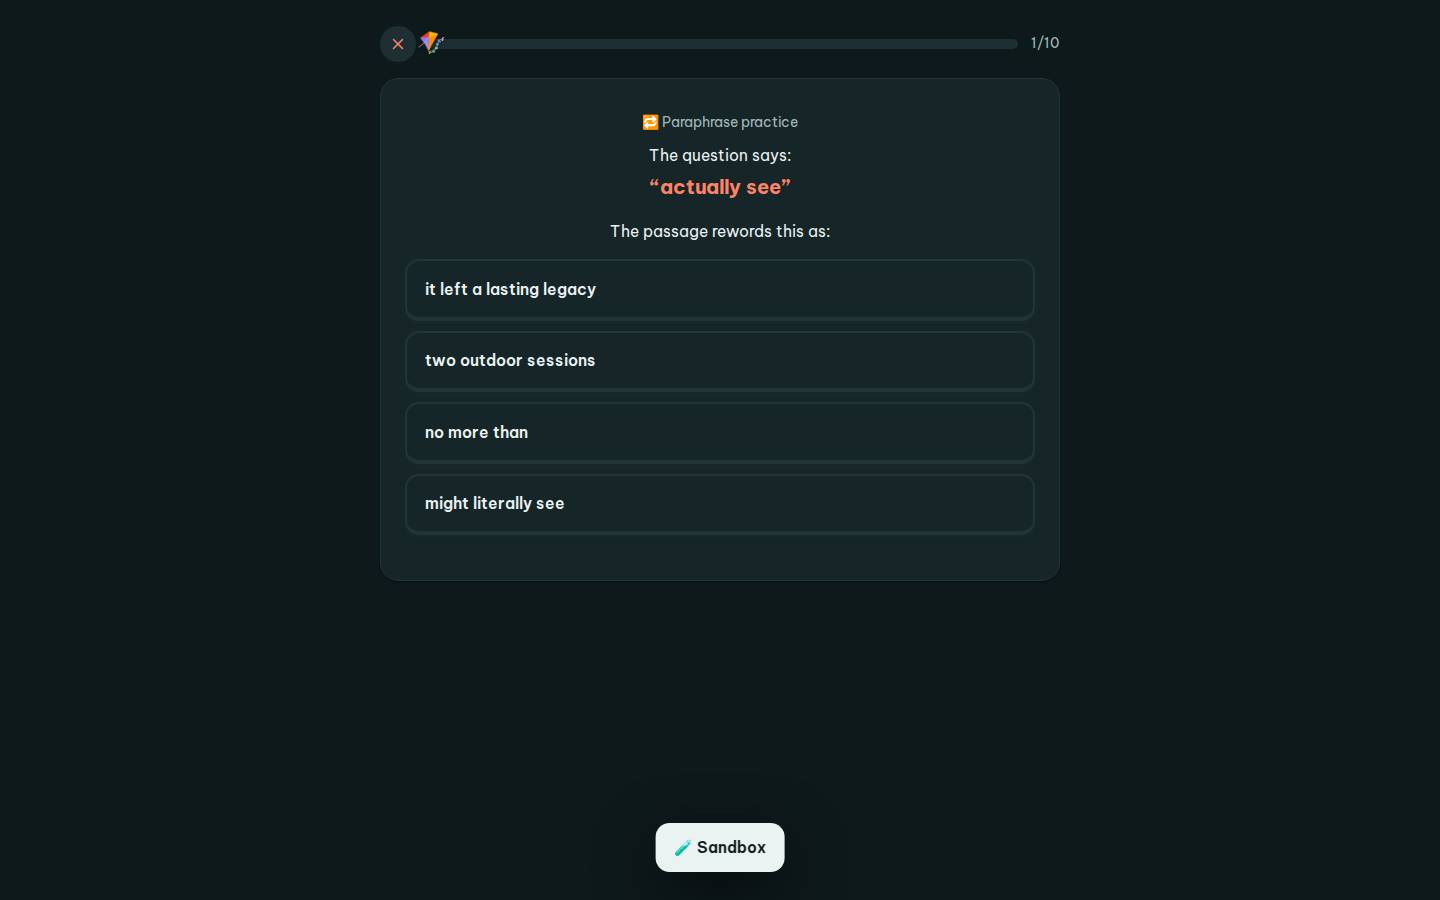 1/10
🔁 Paraphrase practice
The question says:
“actually see”
The passage rewords this as:
it left a lasting legacy
two outdoor sessions
no more than
might literally see
🧪 Sandbox